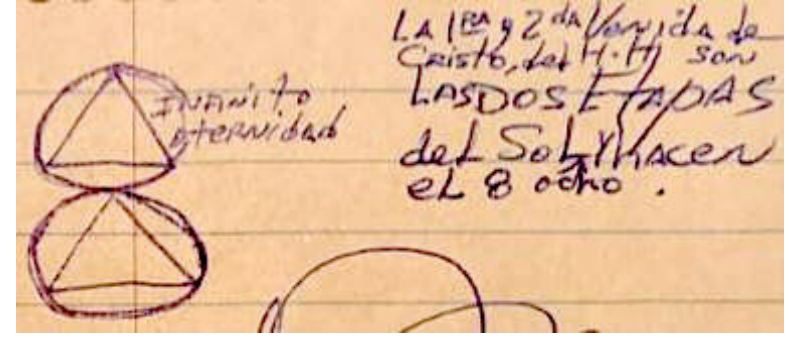 INFINITO
ETERNIDAD
LA 1RA y 2da Venida de
Cristo, del H.H son
LAS DOS ETAPAS
del SoL y HACEN
eL 8 ocho .